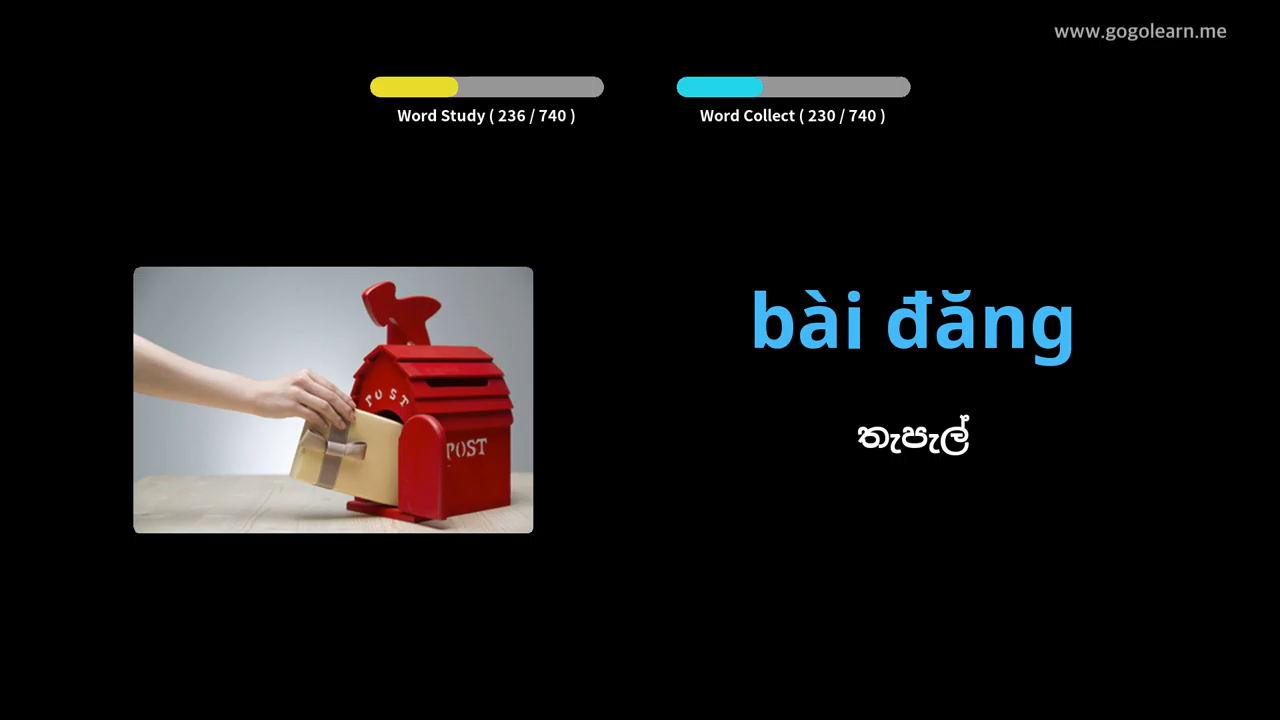 www.gogolearn.me
Word Study ( 236 / 740 )
Word Collect ( 230 / 740 )
bài đăng
තැපැල්
POST
POST